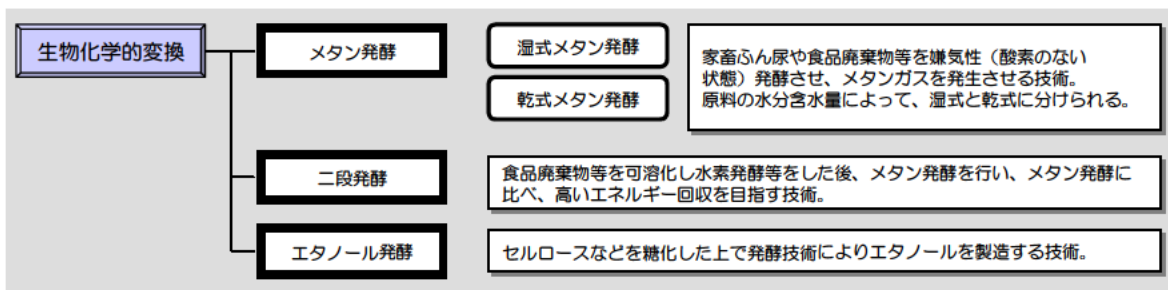 生物化学的変換
メタン発酵
湿式メタン発酵
乾式メタン発酵
家畜ふん尿や食品廃棄物等を嫌気性（酸素のない
状態）発酵させ、メタンガスを発生させる技術。
原料の水分含水量によって、湿式と乾式に分けられる。
二段発酵
食品廃棄物等を可溶化し水素発酵等をした後、メタン発酵を行い、メタン発酵に
比べ、高いエネルギー回収を目指す技術。
エタノール発酵
セルロースなどを糖化した上で発酵技術によりエタノールを製造する技術。